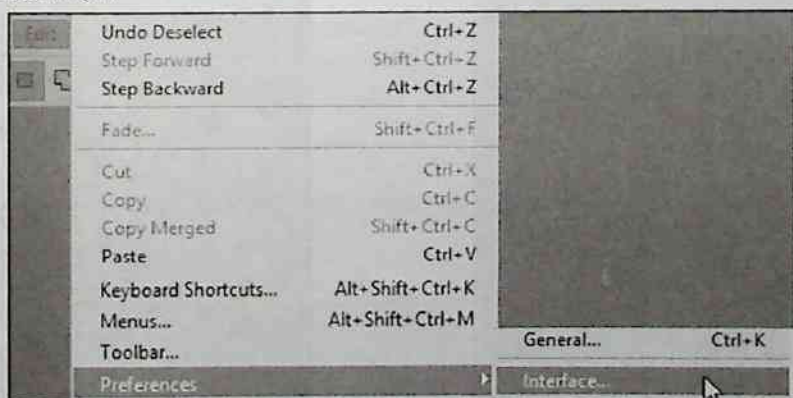 Edit
Undo Deselect Ctrl+Z
Step Forward Shift+Ctrl+Z
Step Backward Alt+Ctrl+Z
Fade... Shift+Ctrl+F
Cut Ctrl+X
Copy Ctrl+C
Copy Merged Shift+Ctrl+C
Paste Ctrl+V
Keyboard Shortcuts... Alt+Shift+Ctrl+K
Menus... Alt+Shift+Ctrl+M
Toolbar...
General... Ctrl+K
Preferences
Interface...